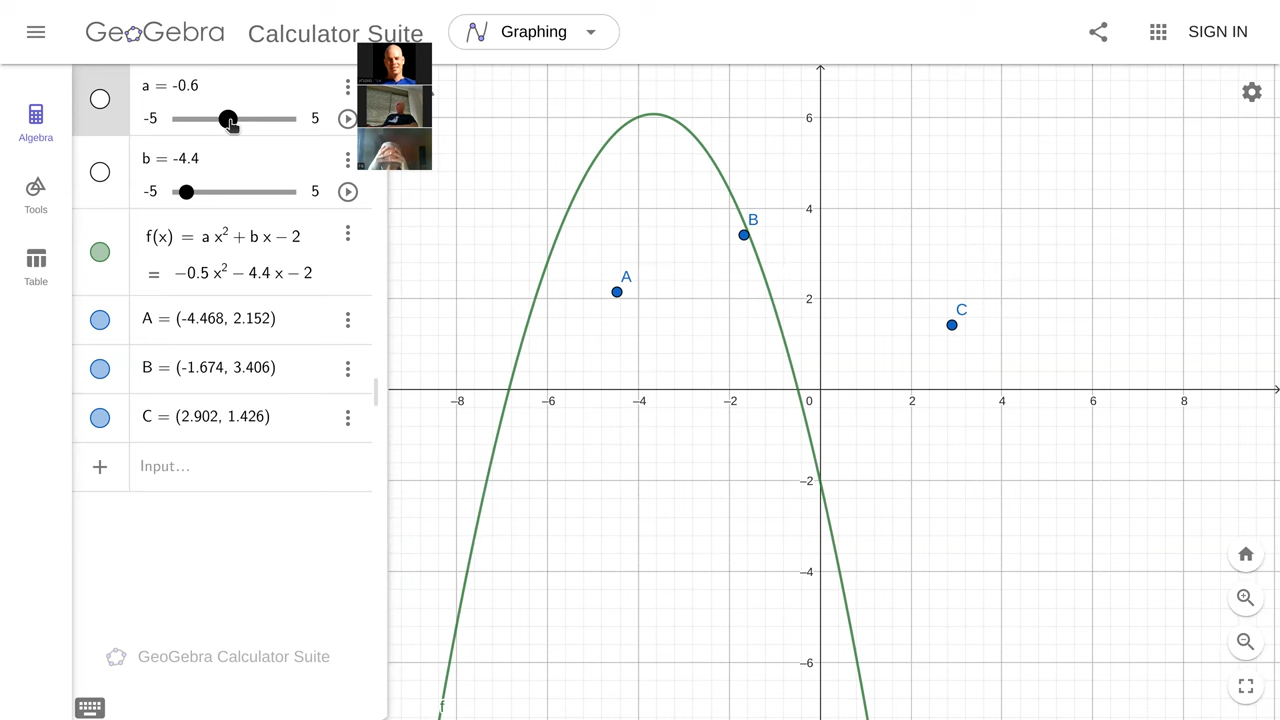 GeoGebra Calculator Suite
Graphing
SIGN IN
Algebra
Tools
Table
a = -0.6
-5 5
b = -4.4
-5 5
f(x) = a x² + b x − 2
= −0.5 x² − 4.4 x − 2
A = (-4.468, 2.152)
B = (-1.674, 3.406)
C = (2.902, 1.426)
+ Input…
GeoGebra Calculator Suite
6
4
2
−2
−4
−6
−8 −6 −4 −2 0 2 4 6 8
A
B
C
f